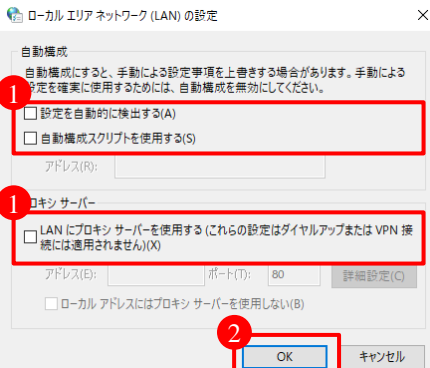 ローカル エリア ネットワーク (LAN) の設定
自動構成
自動構成にすると、手動による設定事項を上書きする場合があります。手動による
定を確実に使用するためには、自動構成を無効にしてください。
1
設定を自動的に検出する(A)
自動構成スクリプトを使用する(S)
アドレス(R):
1
ロキシ サーバー
LAN にプロキシ サーバーを使用する (これらの設定はダイヤルアップまたは VPN 接
続には適用されません)(X)
アドレス(E): ポート(T): 80 詳細設定(C)
ローカル アドレスにはプロキシ サーバーを使用しない(B)
2
OK キャンセル